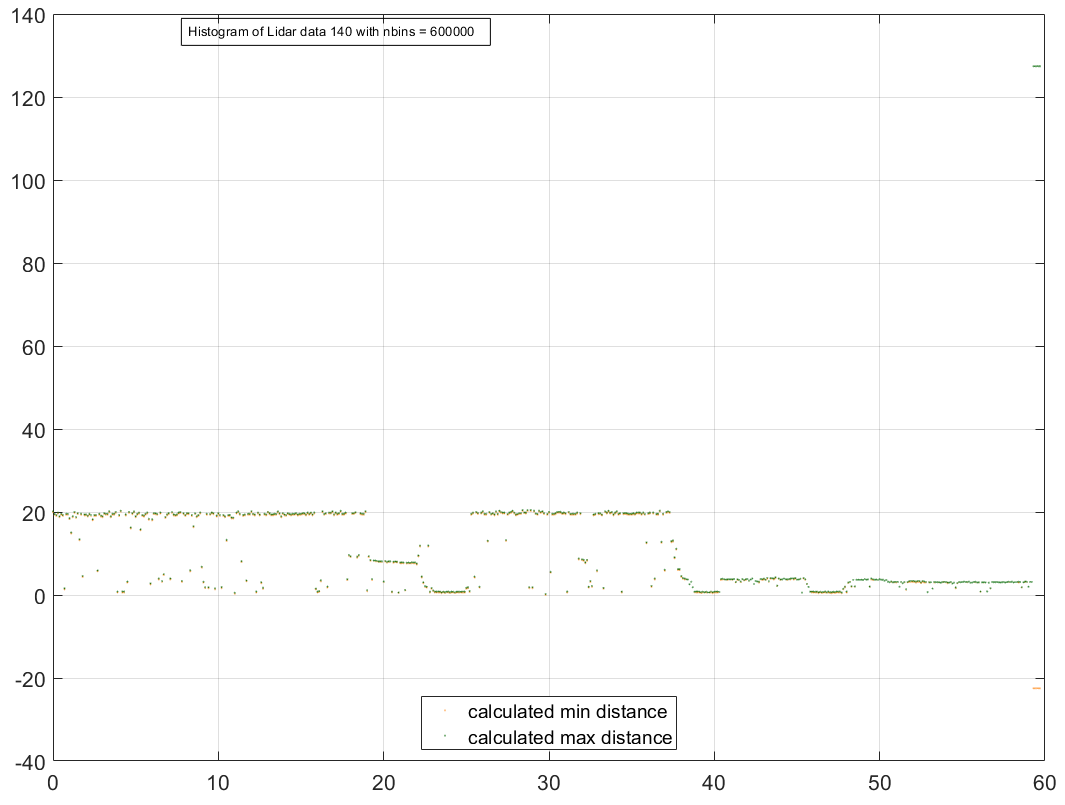 Histogram of Lidar data 140 with nbins = 600000
140
120
100
80
60
40
20
0
-20
-40
calculated min distance
calculated max distance
0 10 20 30 40 50 60